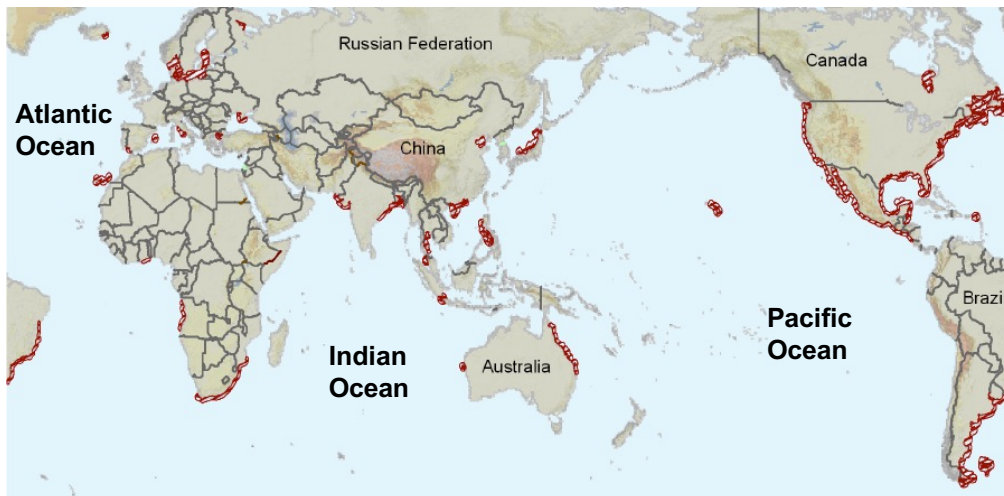 Russian Federation
Canada
Atlantic
Ocean
China
Brazi
Pacific
Ocean
Indian
Ocean
Australia